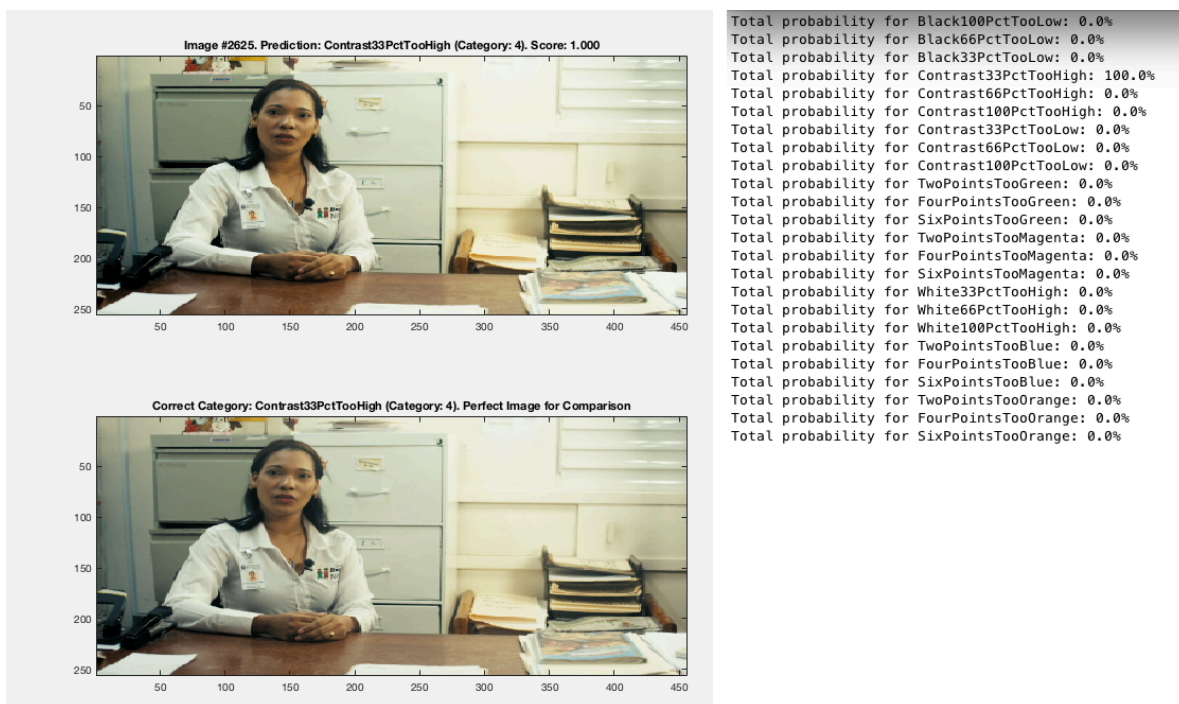 Image #2625. Prediction: Contrast33PctTooHigh (Category: 4). Score: 1.000
50
100
150
200
250
50 100 150 200 250 300 350 400 450
Correct Category: Contrast33PctTooHigh (Category: 4). Perfect Image for Comparison
50
100
150
200
250
50 100 150 200 250 300 350 400 450
Total probability for Black100PctTooLow: 0.0%
Total probability for Black66PctTooLow: 0.0%
Total probability for Black33PctTooLow: 0.0%
Total probability for Contrast33PctTooHigh: 100.0%
Total probability for Contrast66PctTooHigh: 0.0%
Total probability for Contrast100PctTooHigh: 0.0%
Total probability for Contrast33PctTooLow: 0.0%
Total probability for Contrast66PctTooLow: 0.0%
Total probability for Contrast100PctTooLow: 0.0%
Total probability for TwoPointsTooGreen: 0.0%
Total probability for FourPointsTooGreen: 0.0%
Total probability for SixPointsTooGreen: 0.0%
Total probability for TwoPointsTooMagenta: 0.0%
Total probability for FourPointsTooMagenta: 0.0%
Total probability for SixPointsTooMagenta: 0.0%
Total probability for White33PctTooHigh: 0.0%
Total probability for White66PctTooHigh: 0.0%
Total probability for White100PctTooHigh: 0.0%
Total probability for TwoPointsTooBlue: 0.0%
Total probability for FourPointsTooBlue: 0.0%
Total probability for SixPointsTooBlue: 0.0%
Total probability for TwoPointsTooOrange: 0.0%
Total probability for FourPointsTooOrange: 0.0%
Total probability for SixPointsTooOrange: 0.0%